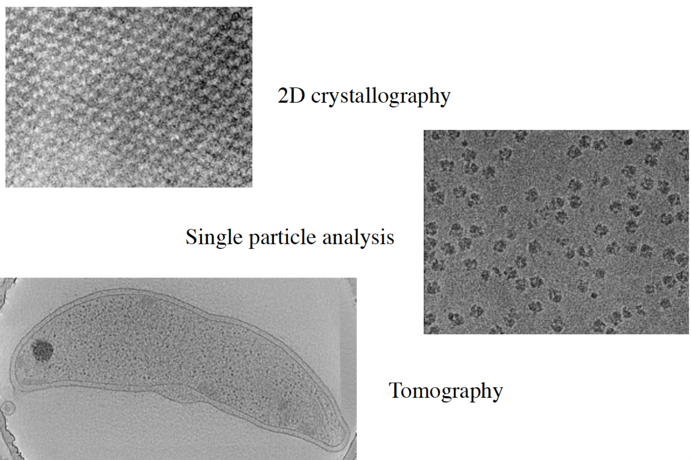 2D crystallography
Single particle analysis
Tomography